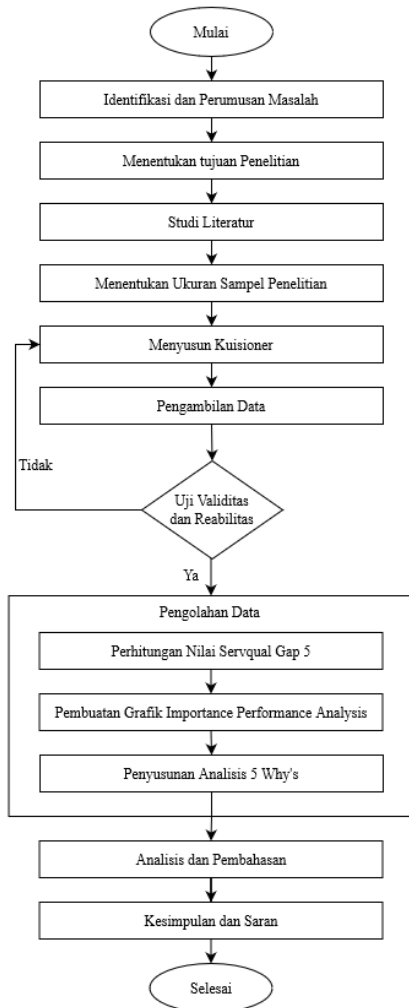 Mulai
Identifikasi dan Perumusan Masalah
Menentukan tujuan Penelitian
Studi Literatur
Menentukan Ukuran Sampel Penelitian
Menyusun Kuisioner
Pengambilan Data
Tidak
Uji Validitas
dan Reabilitas
Ya
Pengolahan Data
Perhitungan Nilai Servqual Gap 5
Pembuatan Grafik Importance Performance Analysis
Penyusunan Analisis 5 Why's
Analisis dan Pembahasan
Kesimpulan dan Saran
Selesai